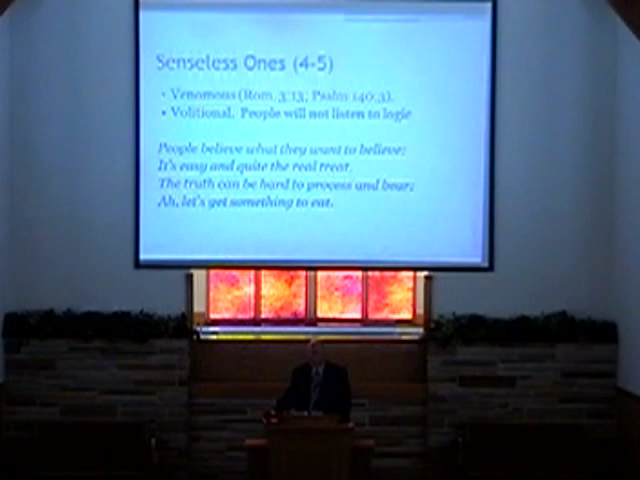 Senseless Ones (4-5)
• Venomous (Rom. 3:13; Psalm 140:3).
• Volitional. People will not listen to logic
People believe what they want to believe;
It's easy and quite the real treat.
The truth can be hard to process and bear;
Ah, let's get something to eat.